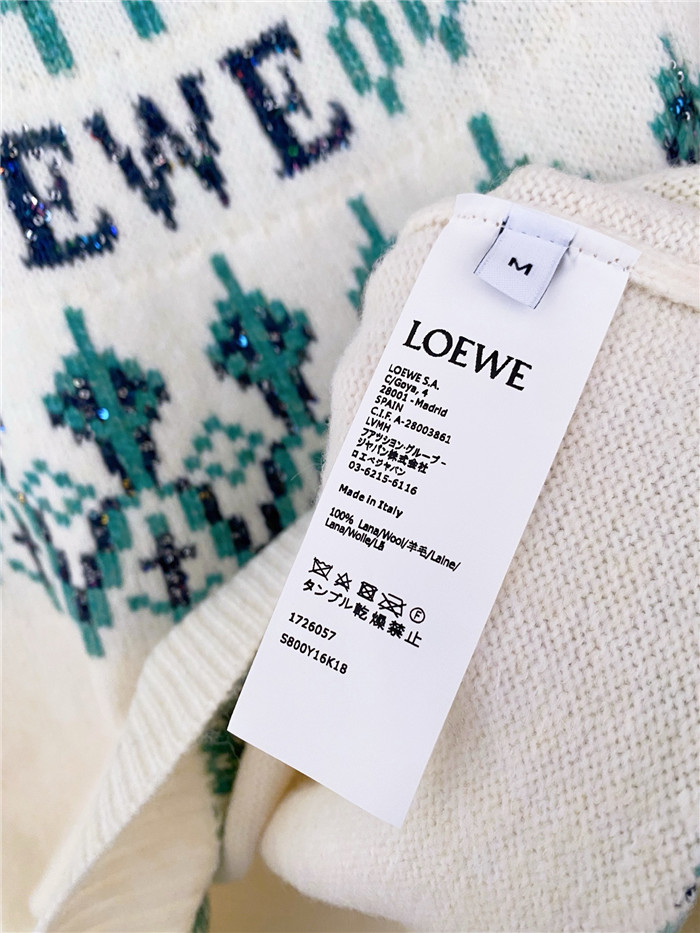 EWE
M
LOEWE
LOEWE S.A.
C/Goya, 4
28001 - Madrid
SPAIN
C.I.F. A-28003861
LVMH
ファッション・グループ・
ジャパン株式会社
ロエベジャパン
03-6215-6116
Made in Italy
100% Lana/Wool/羊毛/Laine/
Lana/Wolle/Lã
F
タンブル乾燥禁止
1726057
S800Y16K18